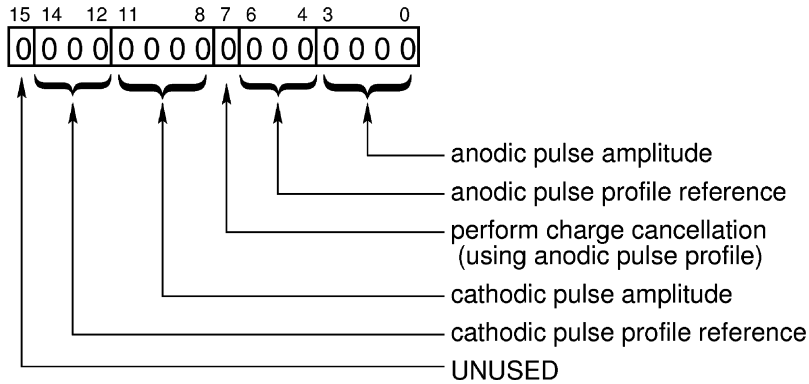 15 14 12 11 8 7 6 4 3 0
0 0 0 0 0 0 0 0 0 0 0 0 0 0 0 0
anodic pulse amplitude
anodic pulse profile reference
perform charge cancellation
(using anodic pulse profile)
cathodic pulse amplitude
cathodic pulse profile reference
UNUSED